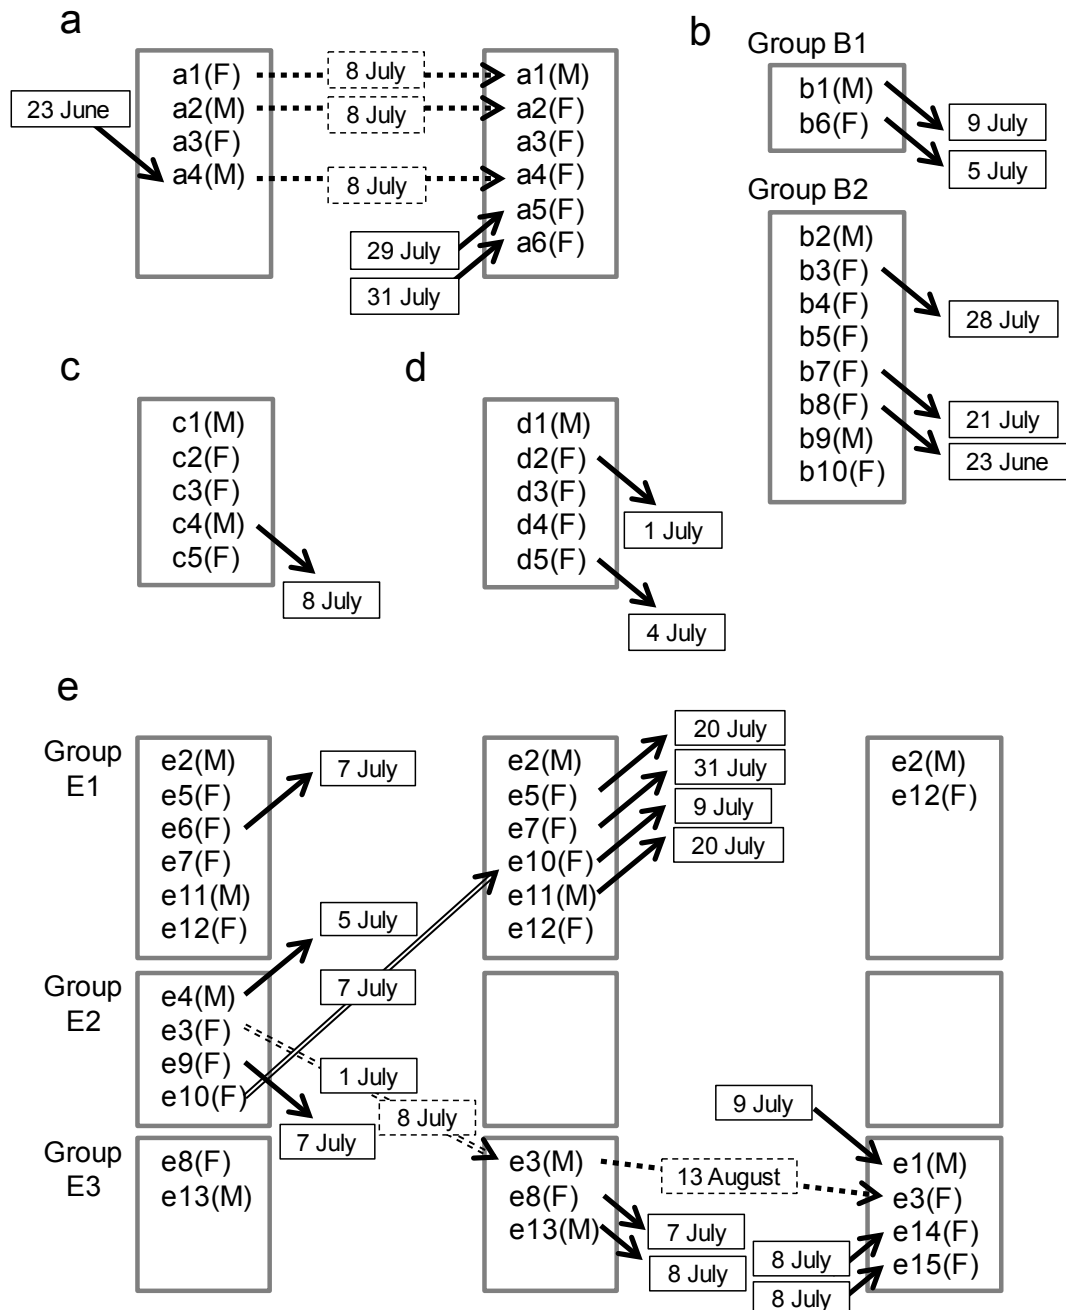 a
a1(F)
a2(M)
a3(F)
a4(M)
23 June
8 July
8 July
8 July
a1(M)
a2(F)
a3(F)
a4(F)
a5(F)
a6(F)
29 July
31 July
b
Group B1
b1(M)
b6(F)
9 July
5 July
Group B2
b2(M)
b3(F)
b4(F)
b5(F)
b7(F)
b8(F)
b9(M)
b10(F)
28 July
21 July
23 June
c
c1(M)
c2(F)
c3(F)
c4(M)
c5(F)
8 July
d
d1(M)
d2(F)
d3(F)
d4(F)
d5(F)
1 July
4 July
e
Group
E1
e2(M)
e5(F)
e6(F)
e7(F)
e11(M)
e12(F)
7 July
e2(M)
e5(F)
e7(F)
e10(F)
e11(M)
e12(F)
20 July
31 July
9 July
20 July
e2(M)
e12(F)
Group
E2
e4(M)
e3(F)
e9(F)
e10(F)
5 July
7 July
1 July
8 July
7 July
Group
E3
e8(F)
e13(M)
e3(M)
e8(F)
e13(M)
13 August
7 July
8 July
9 July
8 July
8 July
e1(M)
e3(F)
e14(F)
e15(F)